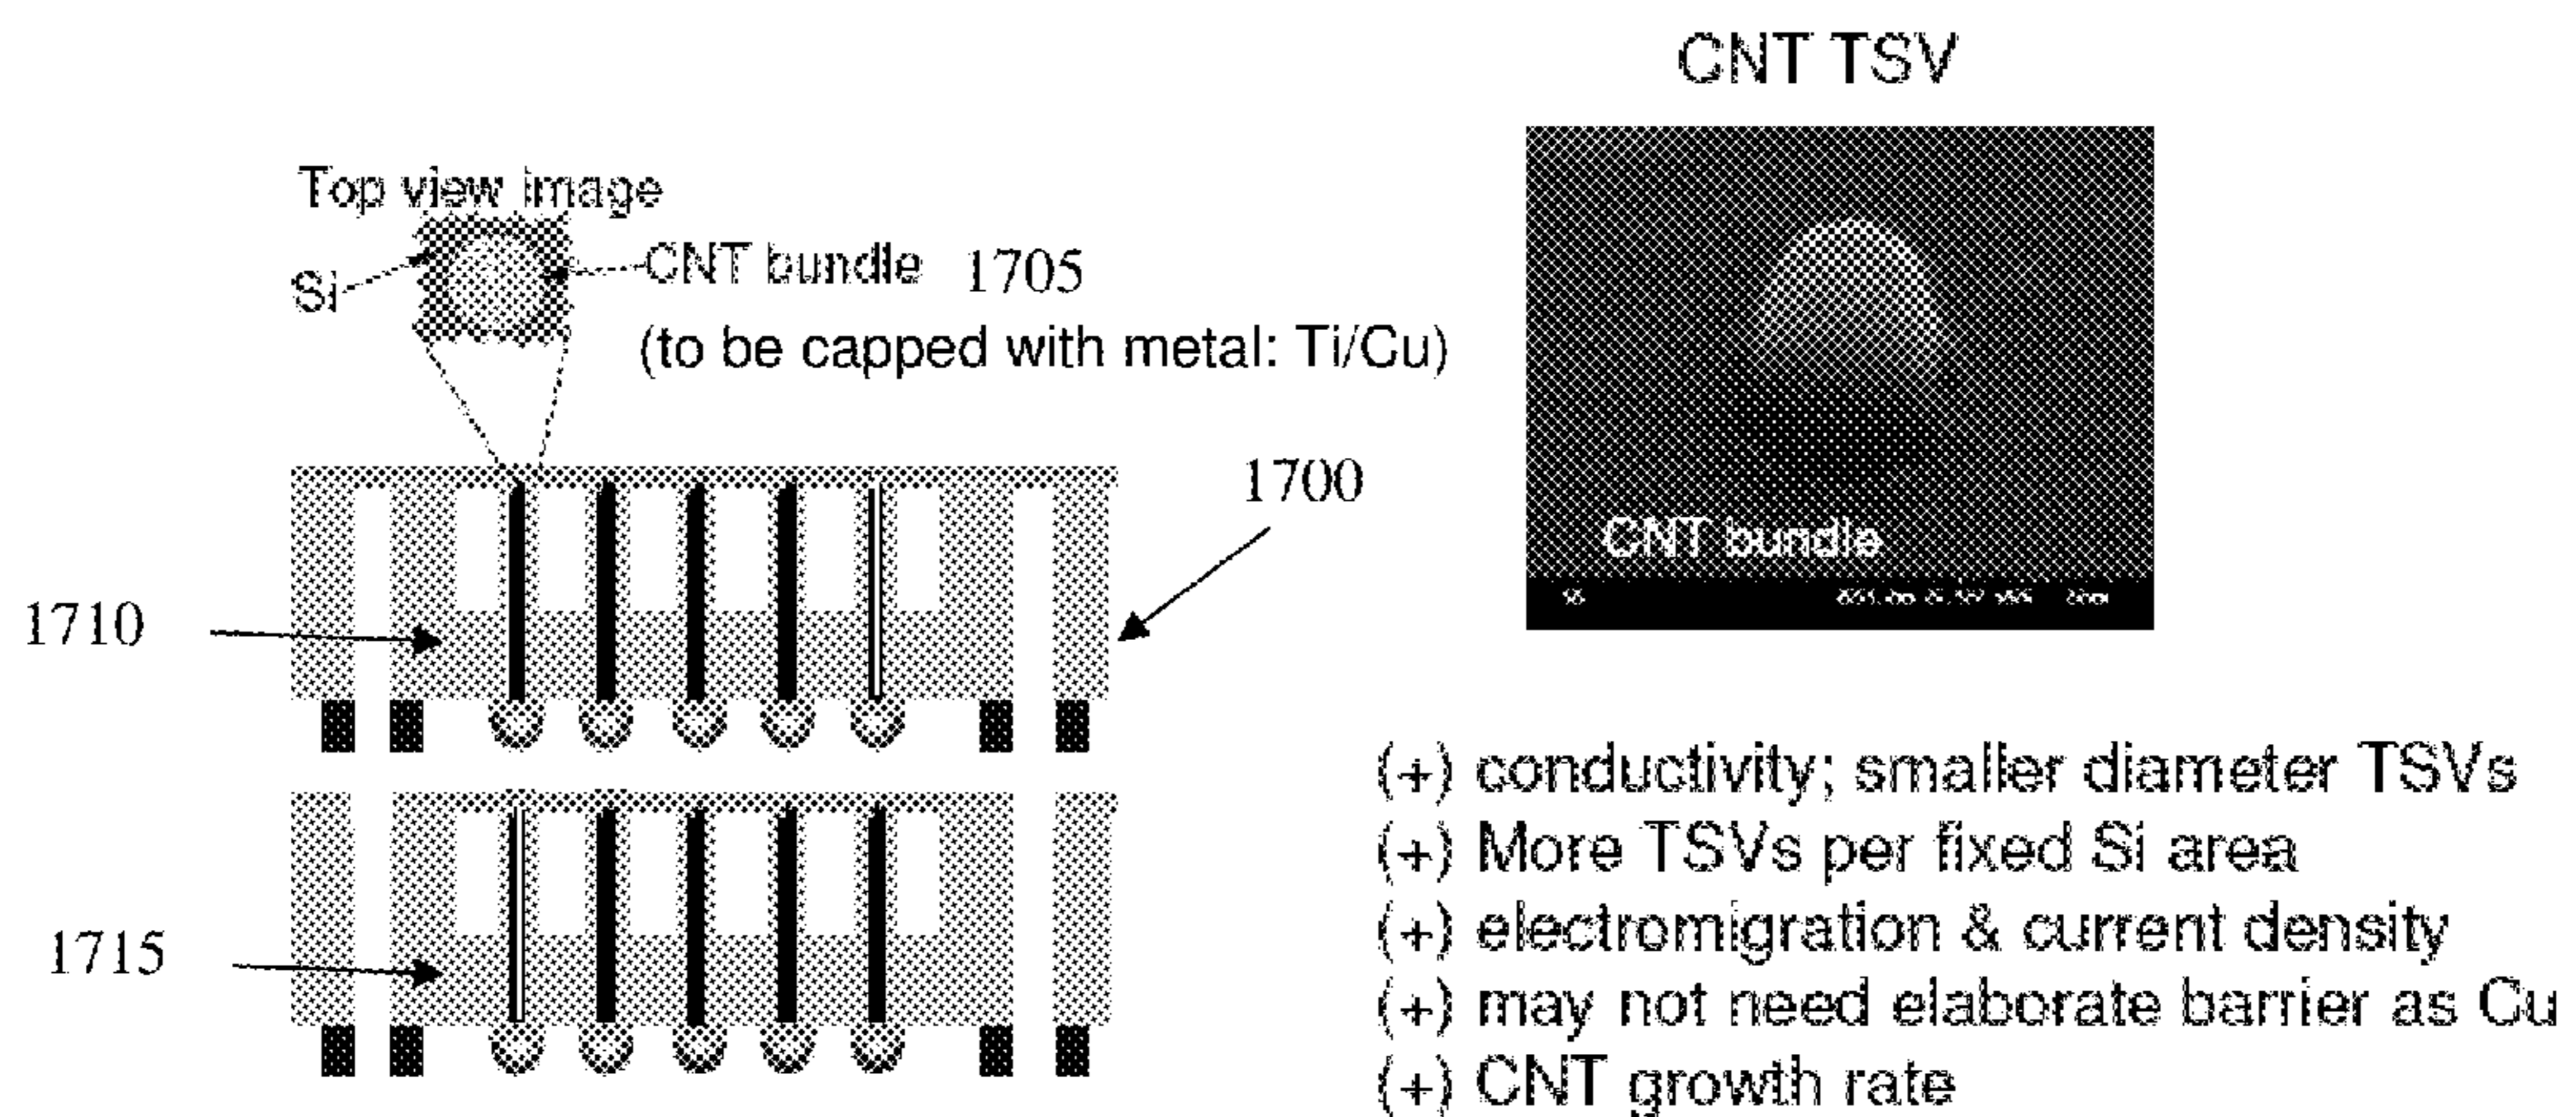 CNT TSV
Top view image
Si
CNT bundle 1705
(to be capped with metal: Ti/Cu)
1700
1710
CNT bundle
1715
(+) conductivity; smaller diameter TSVs
(+) More TSVs per fixed Si area
(+) electromigration & current density
(+) may not need elaborate barrier as Cu
(+) CNT growth rate